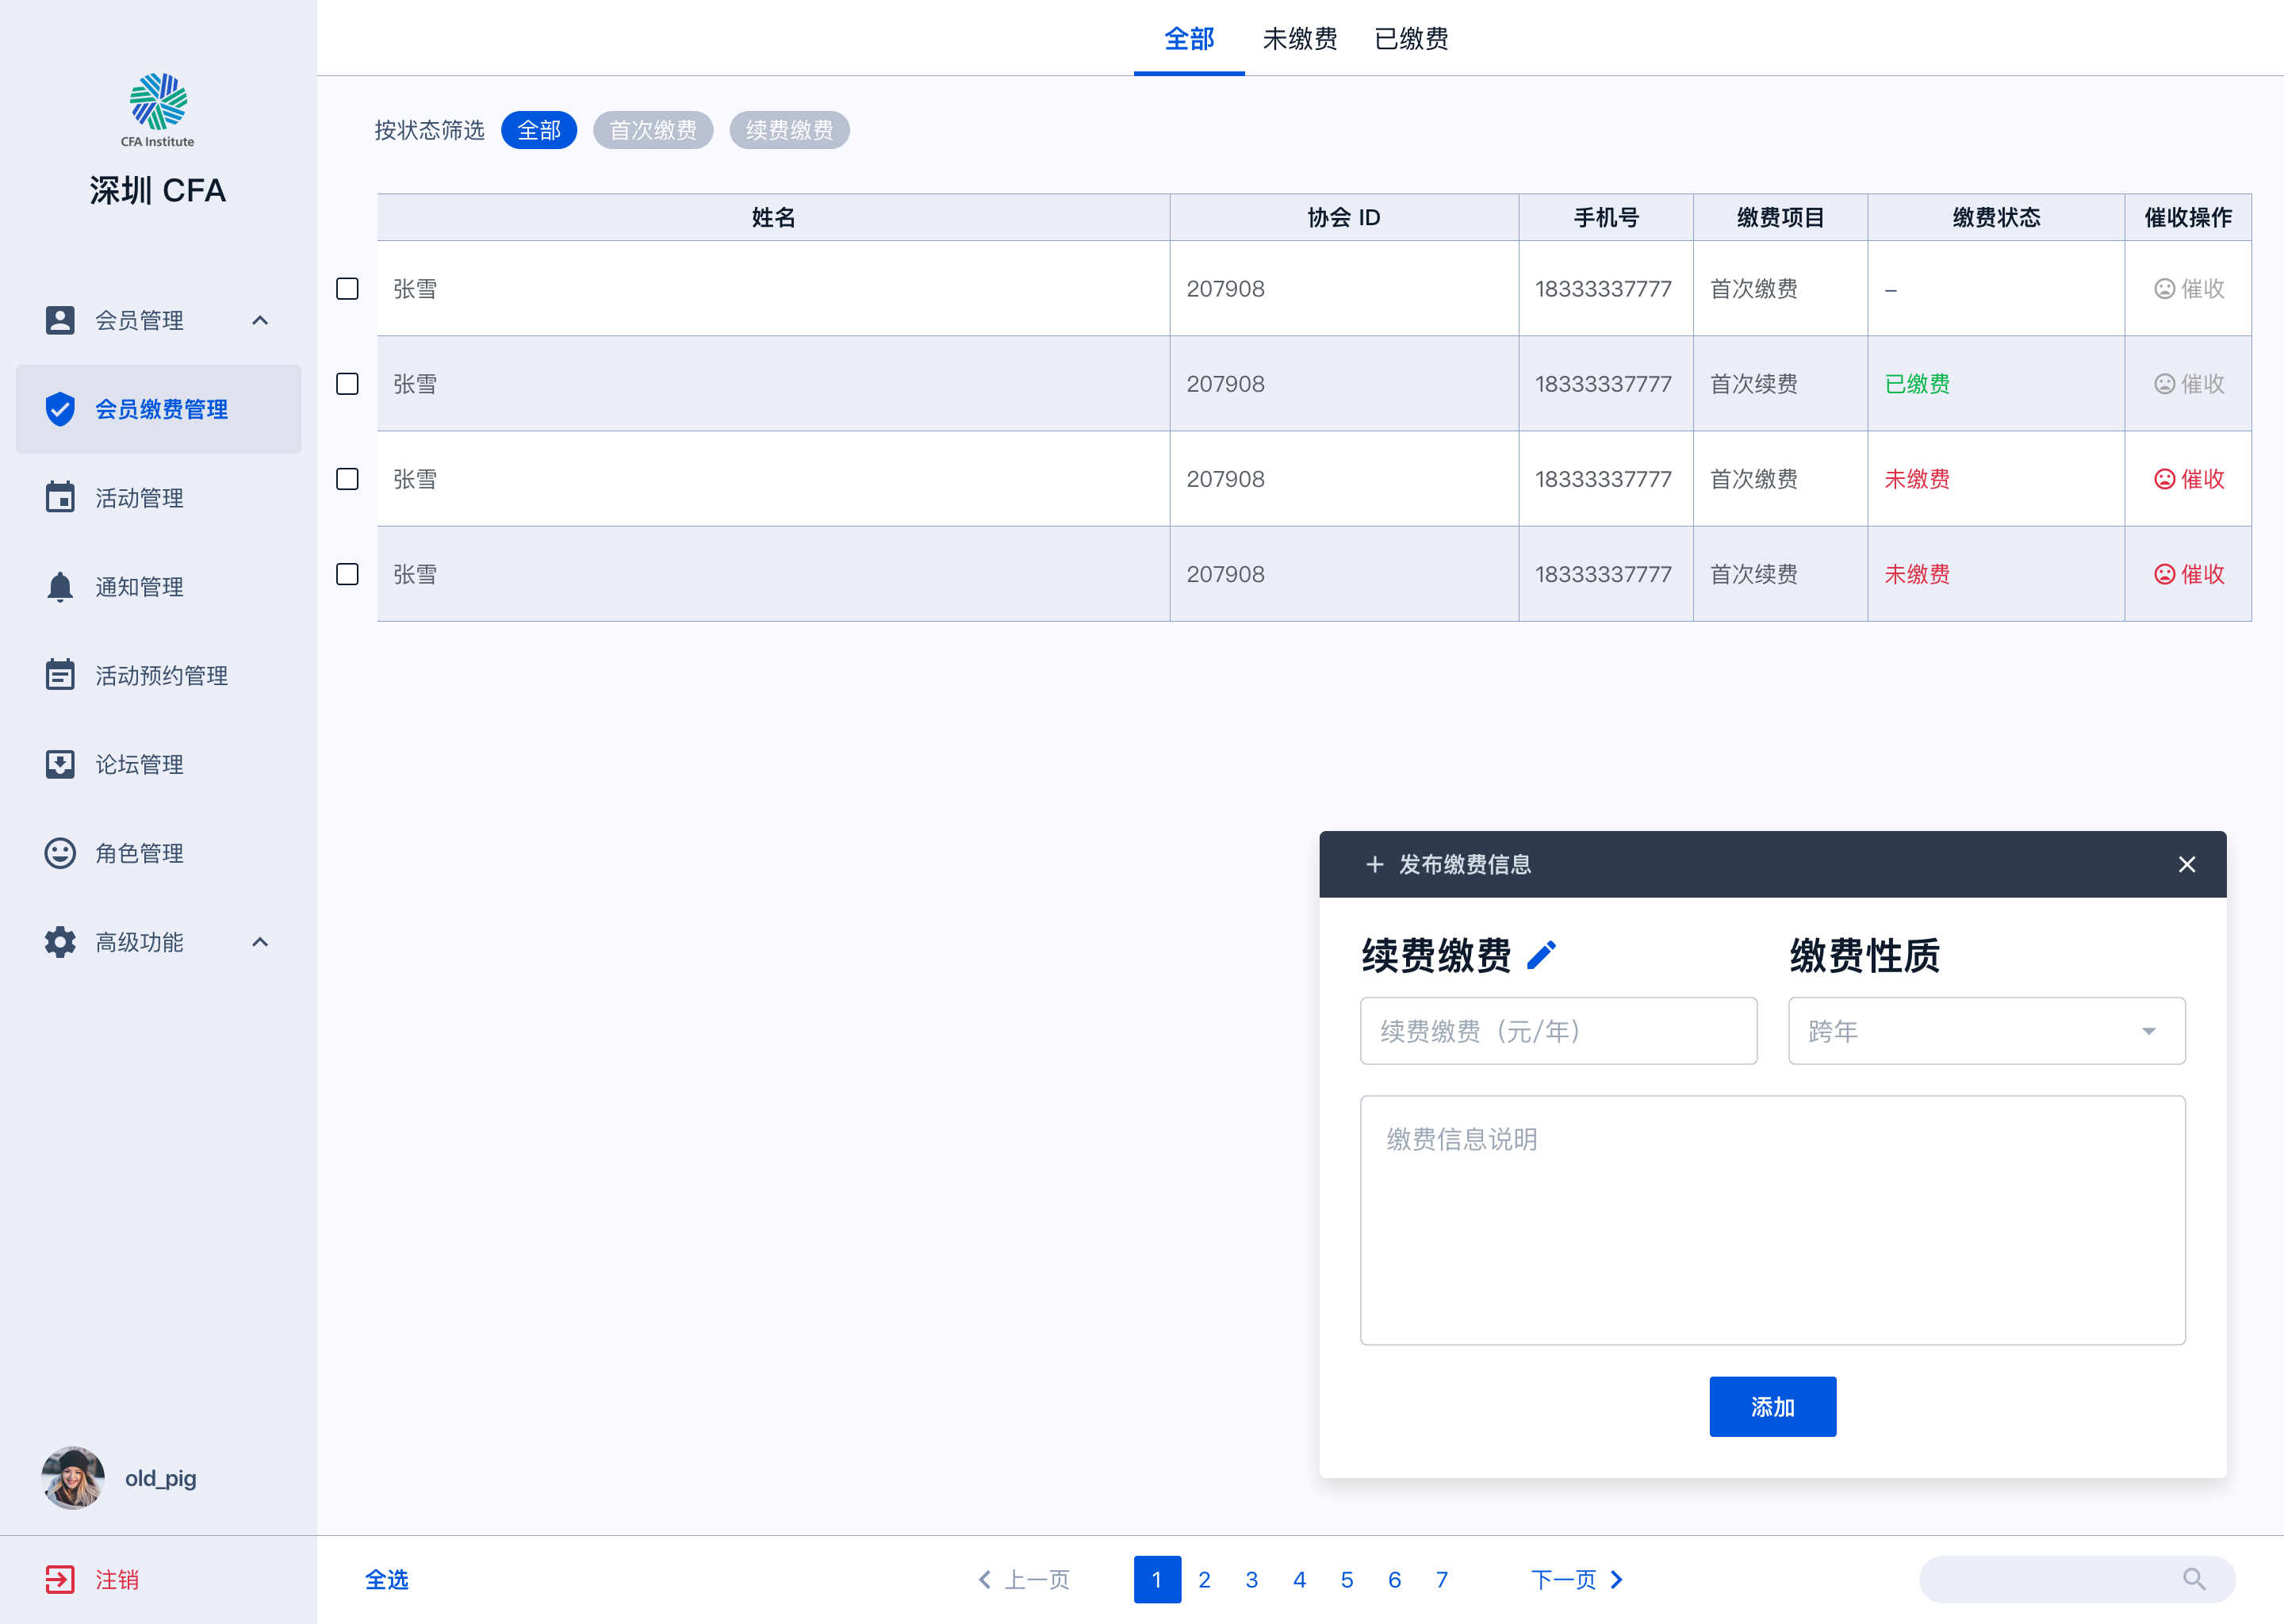 CFA Institute
深圳 CFA
会员管理
会员缴费管理
活动管理
通知管理
活动预约管理
论坛管理
角色管理
高级功能
old_pig
注销
全部 未缴费 已缴费
按状态筛选 全部 首次缴费 续费缴费
姓名 协会 ID 手机号 缴费项目 缴费状态 催收操作
张雪 207908 18333337777 首次缴费 – 催收
张雪 207908 18333337777 首次续费 已缴费 催收
张雪 207908 18333337777 首次缴费 未缴费 催收
张雪 207908 18333337777 首次续费 未缴费 催收
发布缴费信息
续费缴费 缴费性质
续费缴费（元/年） 跨年
缴费信息说明
添加
全选 上一页 1 2 3 4 5 6 7 下一页